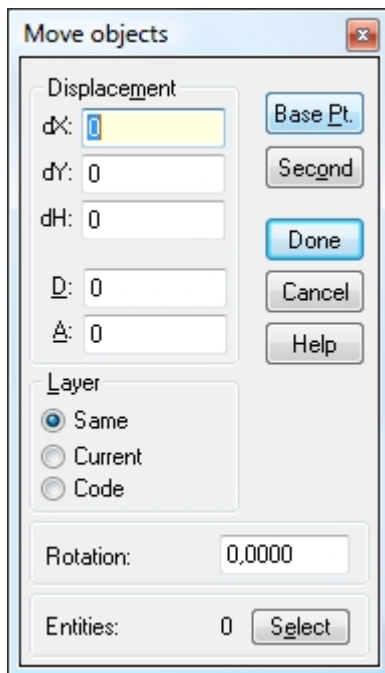 Move objects
Displacement
dX: 0
Base Pt.
dY: 0
Second
dH: 0
Done
D: 0
Cancel
A: 0
Help
Layer
Same
Current
Code
Rotation: 0,0000
Entities: 0 Select